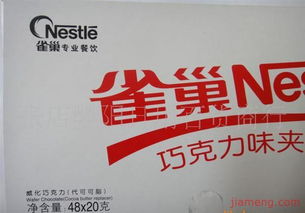 Nestlé
雀巢专业餐饮
雀巢Nes
巧克力味夹
威化巧克力（代可可脂）
Wafer Chocolate(Cocoa butter replacer)
净含量: 48x20克
jiameng.com